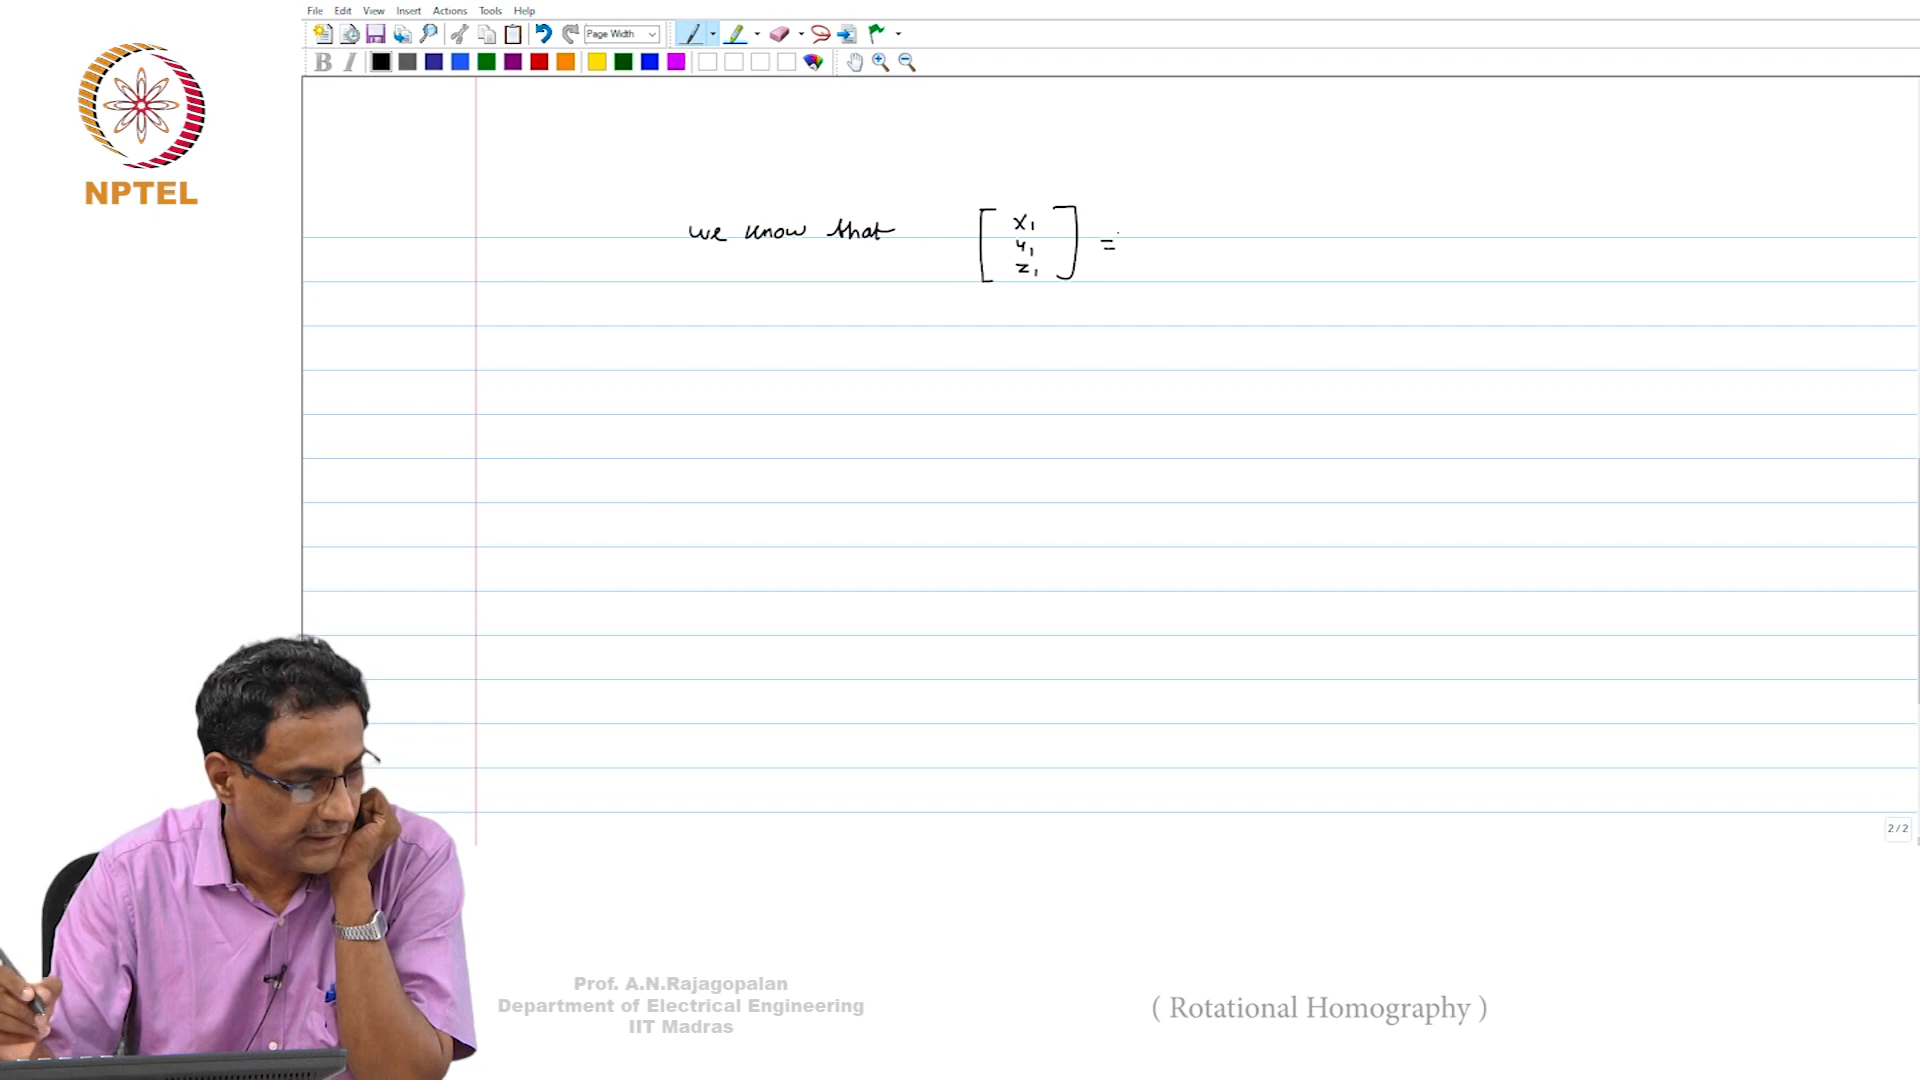 File Edit View Insert Actions Tools Help
Page Width
B I
NPTEL
we know that [ x1 y1 z1 ] =
2/2
Prof. A.N.Rajagopalan
Department of Electrical Engineering
IIT Madras
( Rotational Homography )